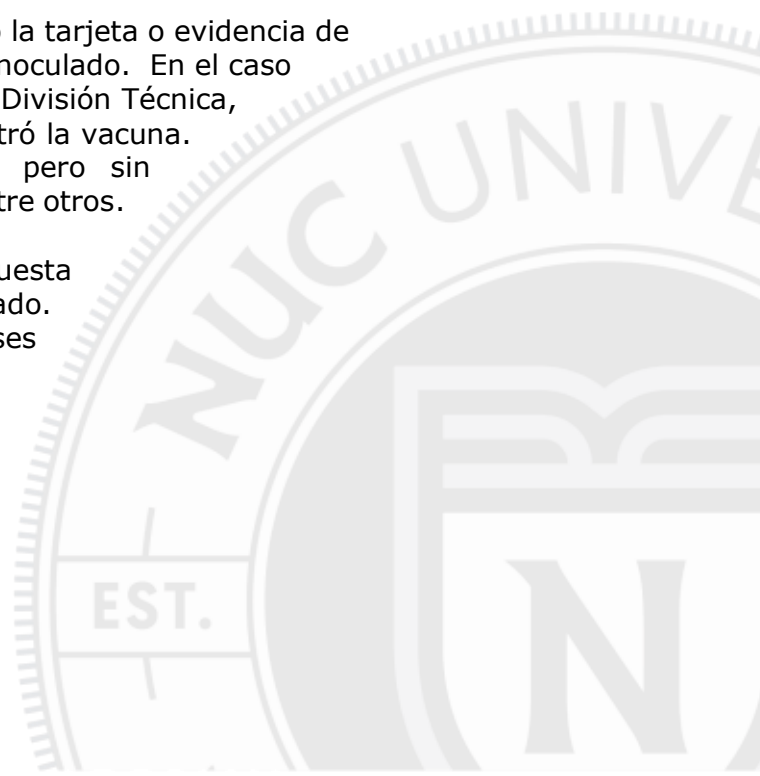 la tarjeta o evidencia de
noculado. En el caso
División Técnica,
tró la vacuna.
pero sin
tre otros.
uesta
ado.
ses
NUC UNIVE
EST.
N